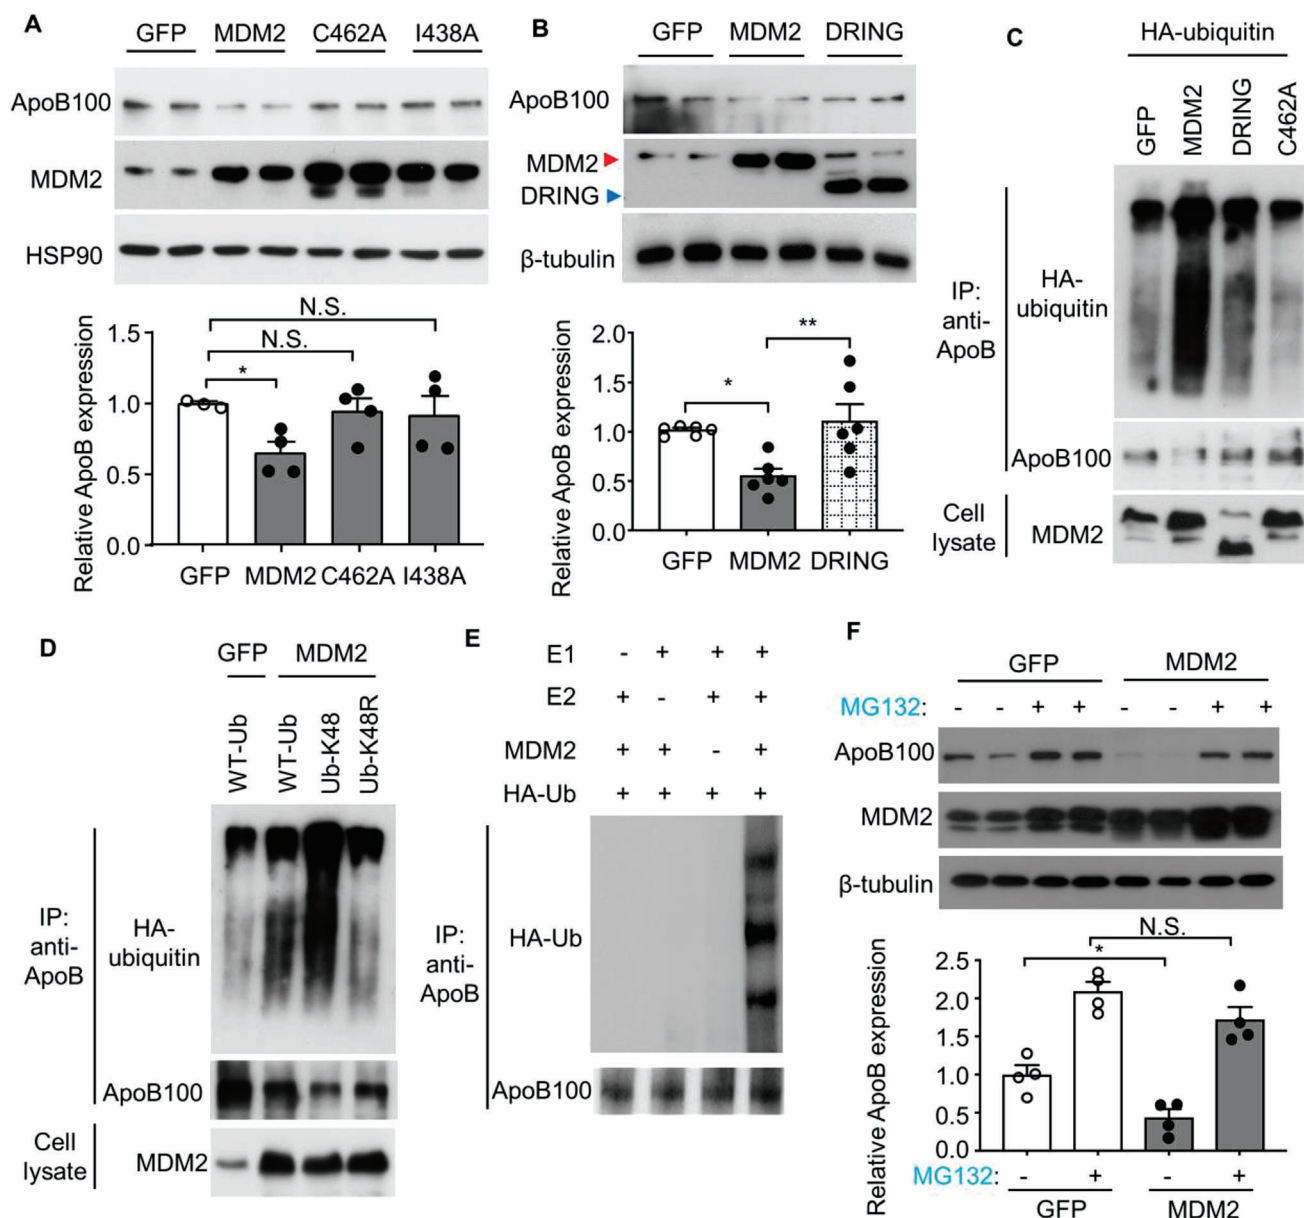 A
GFP MDM2 C462A I438A
ApoB100
MDM2
HSP90
Relative ApoB expression
1.5
1.0
0.5
0.0
N.S.
N.S.
*
GFP MDM2 C462A I438A
B
GFP MDM2 DRING
ApoB100
MDM2
DRING
β-tubulin
Relative ApoB expression
2.0
1.5
1.0
0.5
0.0
**
*
GFP MDM2 DRING
C
HA-ubiquitin
GFP
MDM2
DRING
C462A
IP:
anti-
ApoB
HA-
ubiquitin
ApoB100
Cell
lysate
MDM2
D
GFP MDM2
WT-Ub
WT-Ub
Ub-K48
Ub-K48R
IP:
anti-
ApoB
HA-
ubiquitin
ApoB100
Cell
lysate
MDM2
E
E1 - + + +
E2 + - + +
MDM2 + + - +
HA-Ub + + + +
IP:
anti-
ApoB
HA-Ub
ApoB100
F
GFP MDM2
MG132: - - + + - - + +
ApoB100
MDM2
β-tubulin
Relative ApoB expression
2.5
2.0
1.5
1.0
0.5
0.0
N.S.
*
MG132: - + - +
GFP MDM2